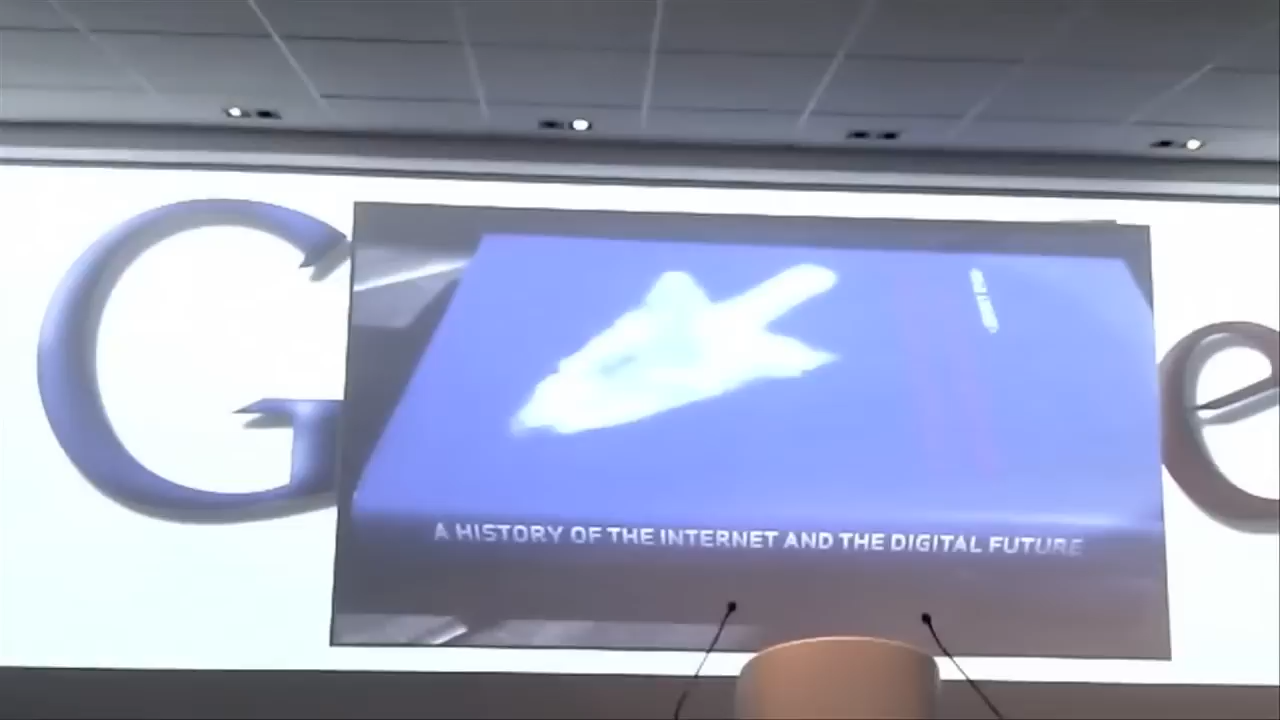 G e
A HISTORY OF THE INTERNET AND THE DIGITAL FUTURE